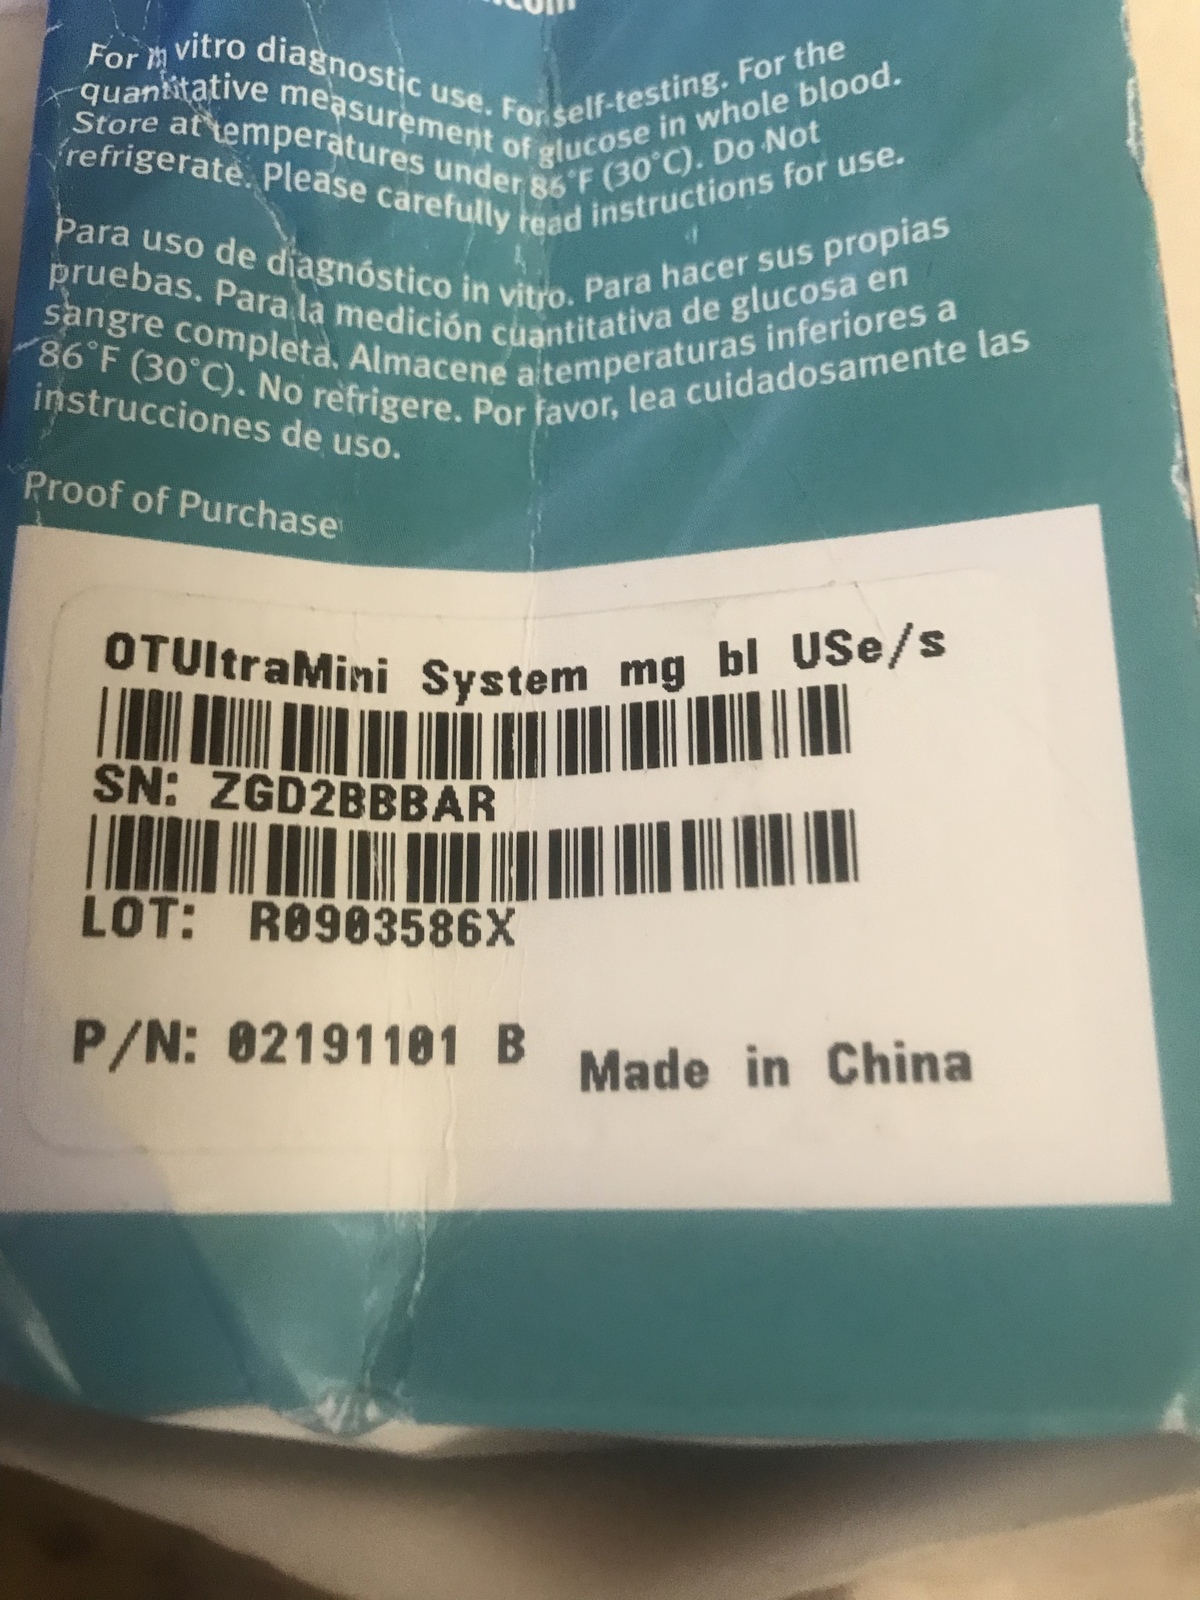 .com
For in vitro diagnostic use. For self-testing. For the
quantitative measurement of glucose in whole blood.
Store at temperatures under 86°F (30°C). Do Not
refrigerate. Please carefully read instructions for use.
Para uso de diagnóstico in vitro. Para hacer sus propias
pruebas. Para la medición cuantitativa de glucosa en
sangre completa. Almacene a temperaturas inferiores a
86°F (30°C). No refrigere. Por favor, lea cuidadosamente las
instrucciones de uso.
Proof of Purchase
OTUltraMini System mg bl USe/s
SN: ZGD2BBBAR
LOT: R0903586X
P/N: 02191101 B
Made in China